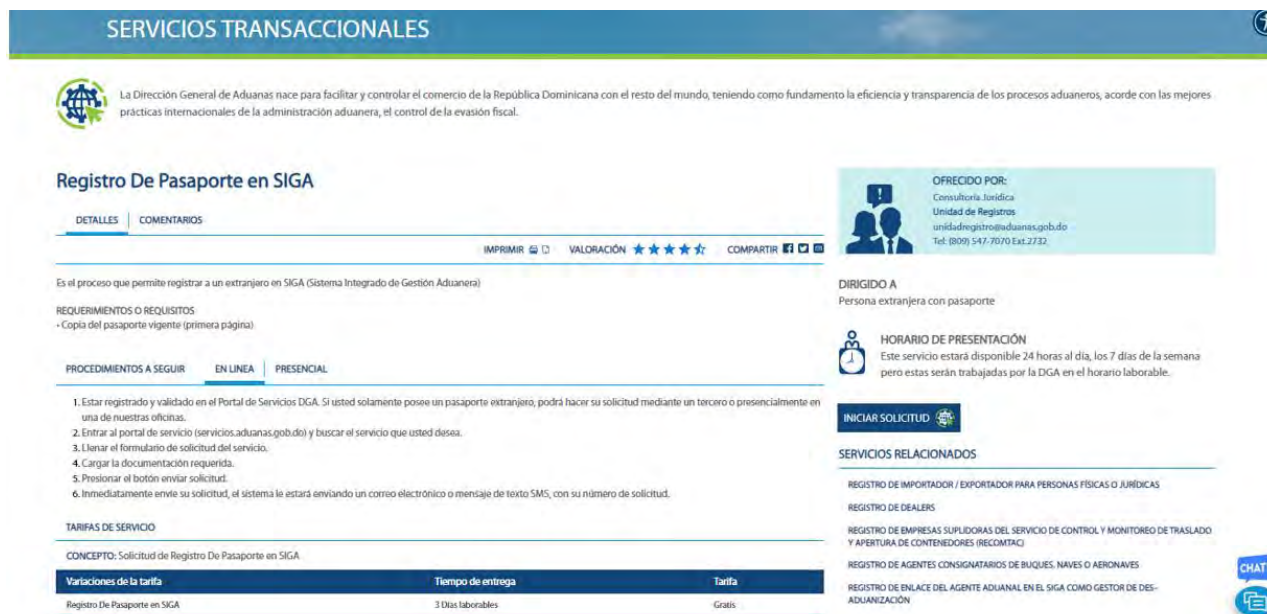 SERVICIOS TRANSACCIONALES
La Dirección General de Aduanas nace para facilitar y controlar el comercio de la República Dominicana con el resto del mundo, teniendo como fundamento la eficiencia y transparencia de los procesos aduaneros, acorde con las mejores
prácticas internacionales de la administración aduanera, el control de la evasión fiscal.
Registro De Pasaporte en SIGA
DETALLES COMENTARIOS
IMPRIMIR VALORACIÓN COMPARTIR
Es el proceso que permite registrar a un extranjero en SIGA (Sistema Integrado de Gestión Aduanera)
REQUERIMIENTOS O REQUISITOS
• Copia del pasaporte vigente (primera página)
PROCEDIMIENTOS A SEGUIR EN LINEA PRESENCIAL
1. Estar registrado y validado en el Portal de Servicios DGA. Si usted solamente posee un pasaporte extranjero, podrá hacer su solicitud mediante un tercero o presencialmente en
una de nuestras oficinas.
2. Entrar al portal de servicio (servicios.aduanas.gob.do) y buscar el servicio que usted desea.
3. Llenar el formulario de solicitud del servicio.
4. Cargar la documentación requerida.
5. Presionar el botón enviar solicitud.
6. Inmediatamente envíe su solicitud, el sistema le estará enviando un correo electrónico o mensaje de texto SMS, con su número de solicitud.
TARIFAS DE SERVICIO
CONCEPTO: Solicitud de Registro De Pasaporte en SIGA
Variaciones de la tarifa Tiempo de entrega Tarifa
Registro De Pasaporte en SIGA 3 Días laborables Gratis
OFRECIDO POR:
Consultoría Jurídica
Unidad de Registros
unidadregistro@aduanas.gob.do
Tel: (809) 547-7070 Ext.2732
DIRIGIDO A
Persona extranjera con pasaporte
HORARIO DE PRESENTACIÓN
Este servicio estará disponible 24 horas al día, los 7 días de la semana
pero estas serán trabajadas por la DGA en el horario laborable.
INICIAR SOLICITUD
SERVICIOS RELACIONADOS
REGISTRO DE IMPORTADOR / EXPORTADOR PARA PERSONAS FÍSICAS O JURÍDICAS
REGISTRO DE DEALERS
REGISTRO DE EMPRESAS SUPLIDORAS DEL SERVICIO DE CONTROL Y MONITOREO DE TRASLADO
Y APERTURA DE CONTENEDORES (RECOMTAC)
REGISTRO DE AGENTES CONSIGNATARIOS DE BUQUES, NAVES O AERONAVES
REGISTRO DE ENLACE DEL AGENTE ADUANAL EN EL SIGA COMO GESTOR DE DES-
ADUANIZACIÓN
CHAT